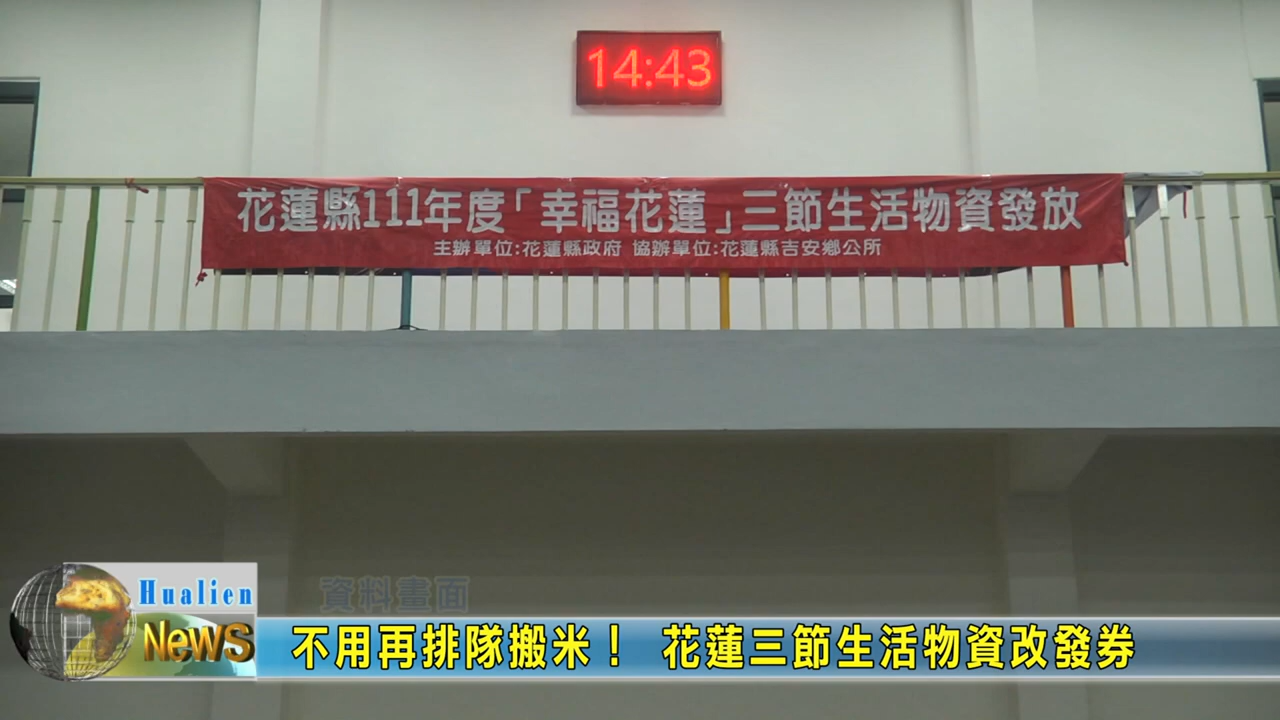 14:43
花蓮縣111年度「幸福花蓮」三節生活物資發放
主辦單位:花蓮縣政府 協辦單位:花蓮縣吉安鄉公所
資料畫面
Hualien
News
不用再排隊搬米! 花蓮三節生活物資改發券